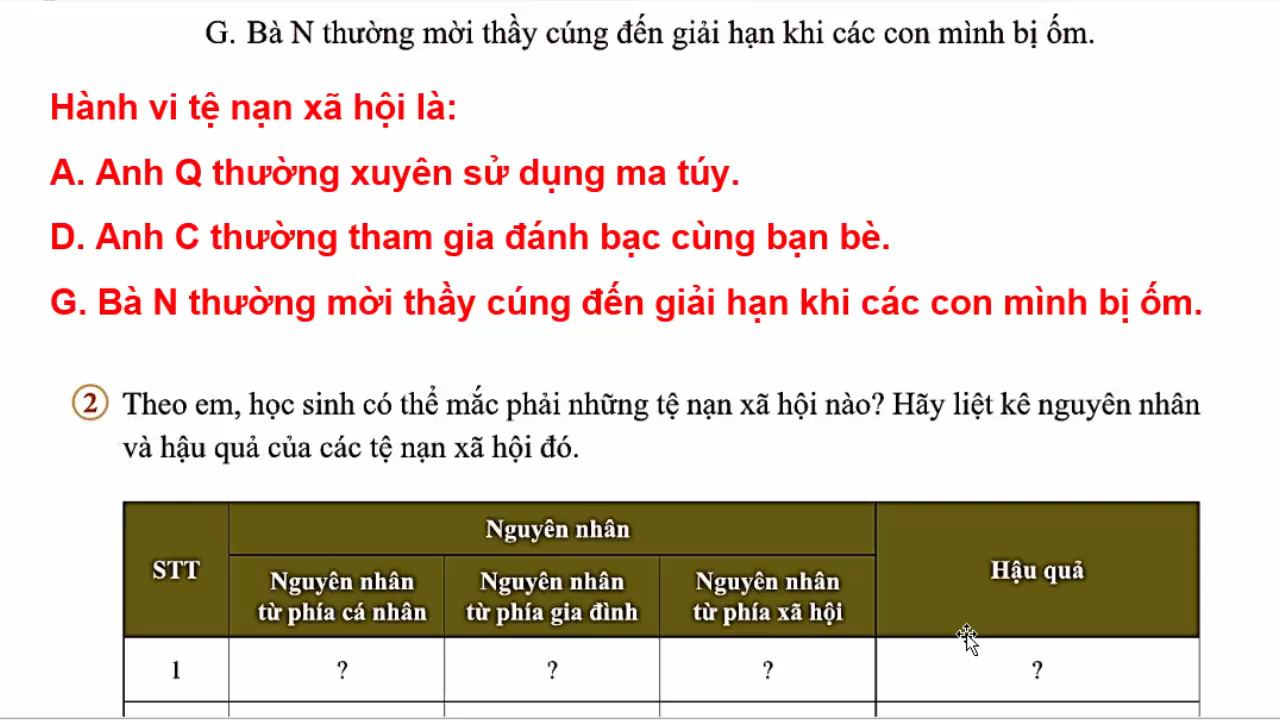 G. Bà N thường mời thầy cúng đến giải hạn khi các con mình bị ốm.
Hành vi tệ nạn xã hội là:
A. Anh Q thường xuyên sử dụng ma túy.
D. Anh C thường tham gia đánh bạc cùng bạn bè.
G. Bà N thường mời thầy cúng đến giải hạn khi các con mình bị ốm.
2 Theo em, học sinh có thể mắc phải những tệ nạn xã hội nào? Hãy liệt kê nguyên nhân
và hậu quả của các tệ nạn xã hội đó.
STT
Nguyên nhân
Hậu quả
Nguyên nhân
từ phía cá nhân
Nguyên nhân
từ phía gia đình
Nguyên nhân
từ phía xã hội
1 ? ? ? ?